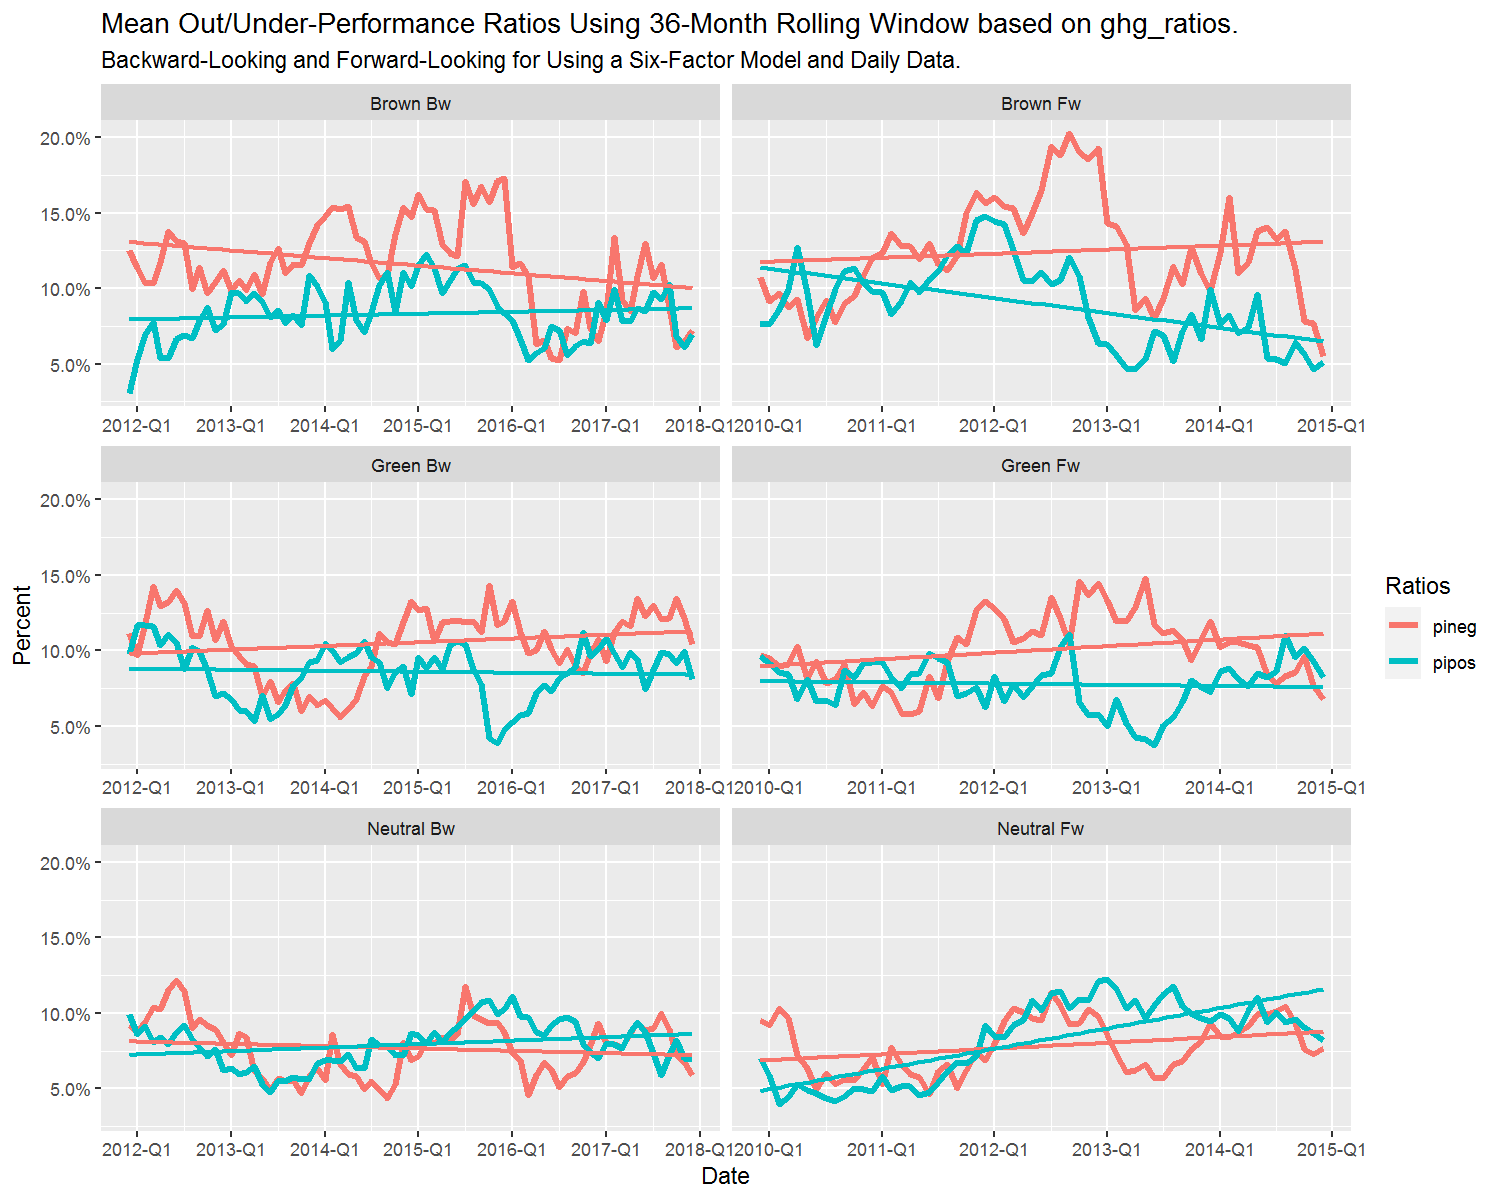 Mean Out/Under-Performance Ratios Using 36-Month Rolling Window based on ghg_ratios.
Backward-Looking and Forward-Looking for Using a Six-Factor Model and Daily Data.
Brown Bw
Brown Fw
20.0%
15.0%
10.0%
5.0%
2012-Q1 2013-Q1 2014-Q1 2015-Q1 2016-Q1 2017-Q1 2018-Q1
2010-Q1 2011-Q1 2012-Q1 2013-Q1 2014-Q1 2015-Q1
Green Bw
Green Fw
20.0%
15.0%
10.0%
5.0%
2012-Q1 2013-Q1 2014-Q1 2015-Q1 2016-Q1 2017-Q1 2018-Q1
2010-Q1 2011-Q1 2012-Q1 2013-Q1 2014-Q1 2015-Q1
Neutral Bw
Neutral Fw
20.0%
15.0%
10.0%
5.0%
2012-Q1 2013-Q1 2014-Q1 2015-Q1 2016-Q1 2017-Q1 2018-Q1
2010-Q1 2011-Q1 2012-Q1 2013-Q1 2014-Q1 2015-Q1
Percent
Date
Ratios
pineg
pipos